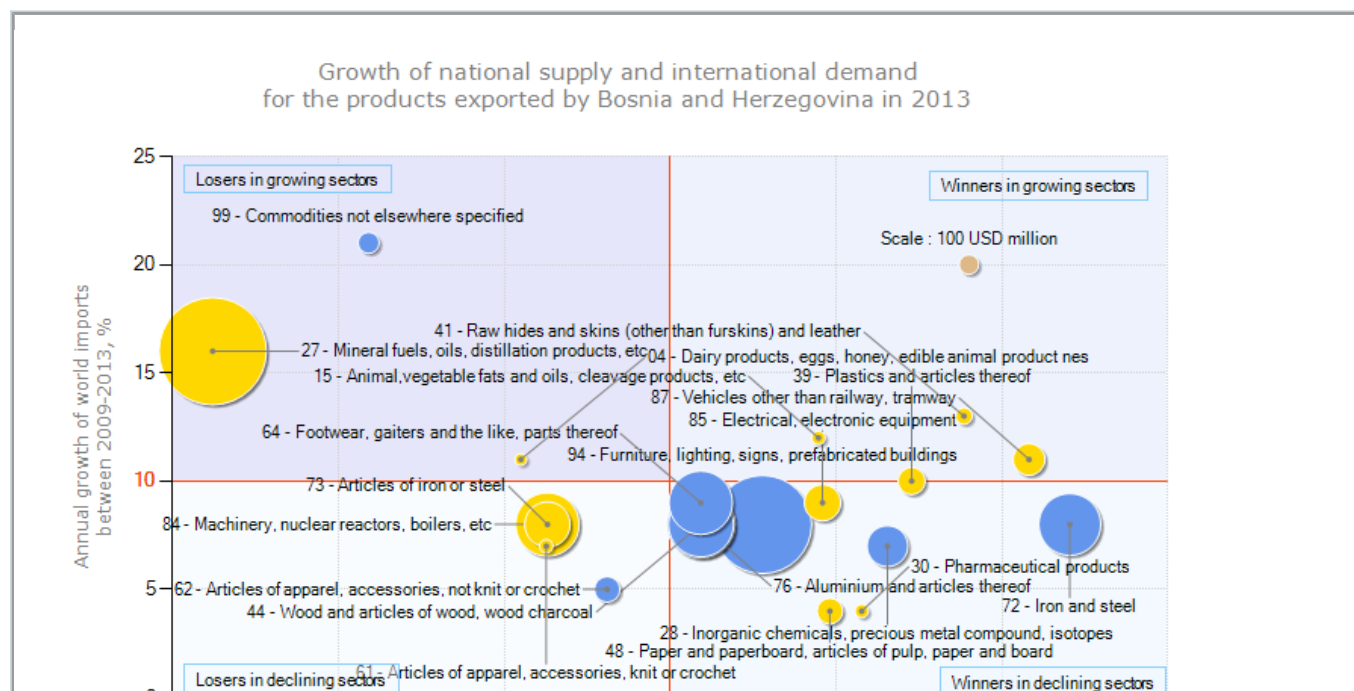 Growth of national supply and international demand
for the products exported by Bosnia and Herzegovina in 2013
25
Losers in growing sectors
Winners in growing sectors
99 - Commodities not elsewhere specified
Scale : 100 USD million
20
Annual growth of world imports
between 2009-2013, %
41 - Raw hides and skins (other than furskins) and leather
27 - Mineral fuels, oils, distillation products, etc
04 - Dairy products, eggs, honey, edible animal product nes
15
15 - Animal,vegetable fats and oils, cleavage products, etc
39 - Plastics and articles thereof
87 - Vehicles other than railway, tramway
85 - Electrical, electronic equipment
64 - Footwear, gaiters and the like, parts thereof
94 - Furniture, lighting, signs, prefabricated buildings
10
73 - Articles of iron or steel
84 - Machinery, nuclear reactors, boilers, etc
30 - Pharmaceutical products
5
62 - Articles of apparel, accessories, not knit or crochet
76 - Aluminium and articles thereof
44 - Wood and articles of wood, wood charcoal
72 - Iron and steel
28 - Inorganic chemicals, precious metal compound, isotopes
48 - Paper and paperboard, articles of pulp, paper and board
61 - Articles of apparel, accessories, knit or crochet
Losers in declining sectors
Winners in declining sectors